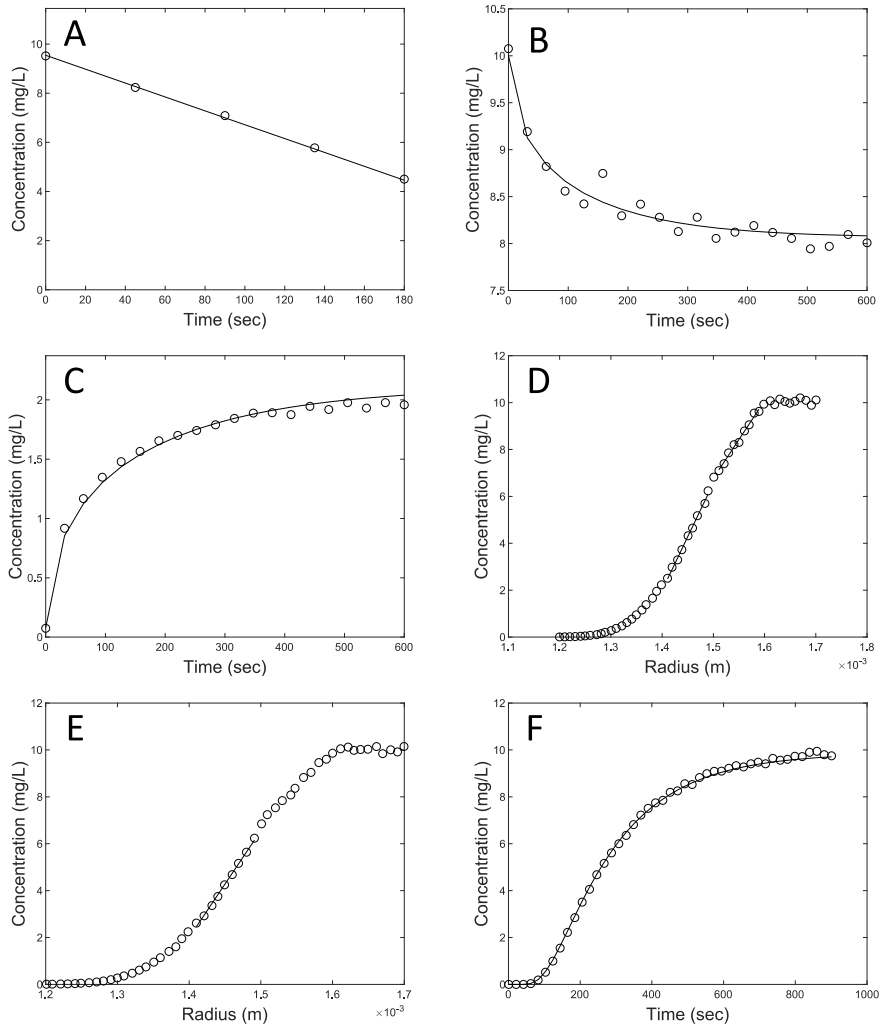 A
Concentration (mg/L)
10
8
6
4
2
0
0 20 40 60 80 100 120 140 160 180
Time (sec)
B
Concentration (mg/L)
10.5
10
9.5
9
8.5
8
7.5
0 100 200 300 400 500 600
Time (sec)
C
Concentration (mg/L)
2
1.5
1
0.5
0
0 100 200 300 400 500 600
Time (sec)
D
Concentration (mg/L)
12
10
8
6
4
2
0
1.1 1.2 1.3 1.4 1.5 1.6 1.7 1.8
Radius (m)
×10⁻³
E
Concentration (mg/L)
12
10
8
6
4
2
0
1.2 1.3 1.4 1.5 1.6 1.7
Radius (m)
×10⁻³
F
Concentration (mg/L)
12
10
8
6
4
2
0
0 200 400 600 800 1000
Time (sec)